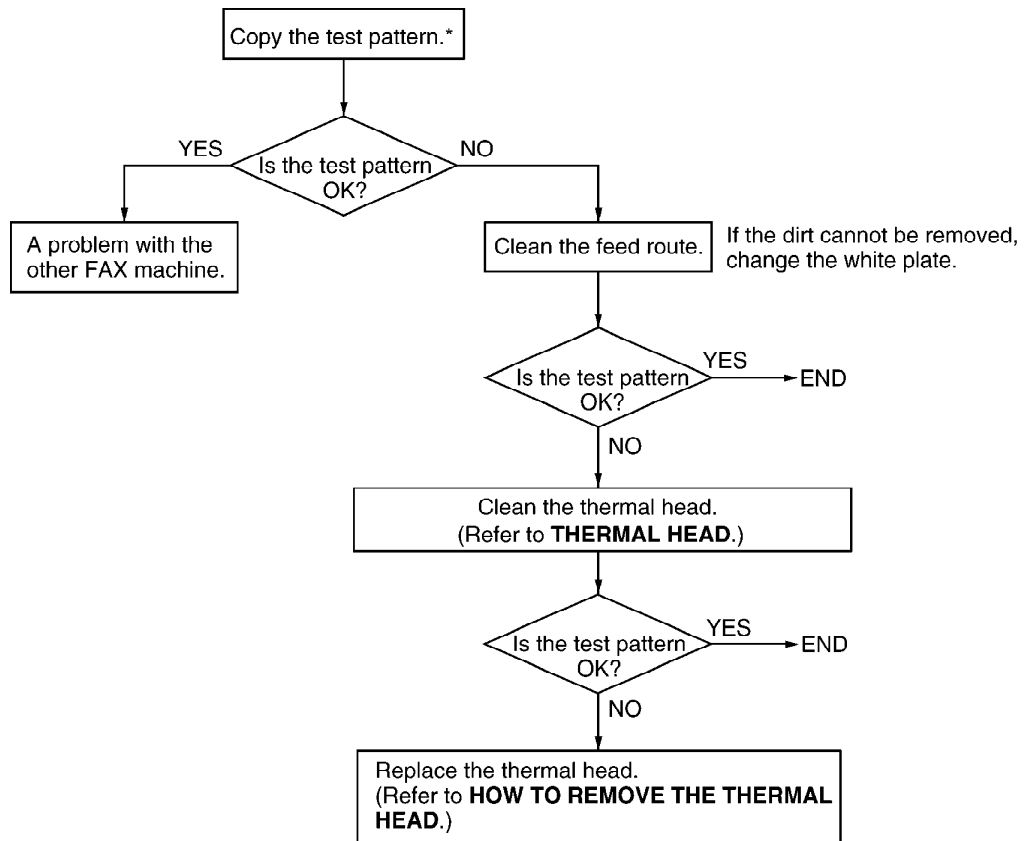 Copy the test pattern.*
YES
NO
Is the test pattern
OK?
A problem with the
other FAX machine.
Clean the feed route.
If the dirt cannot be removed,
change the white plate.
YES
Is the test pattern
OK?
END
NO
Clean the thermal head.
(Refer to THERMAL HEAD.)
YES
Is the test pattern
OK?
END
NO
Replace the thermal head.
(Refer to HOW TO REMOVE THE THERMAL
HEAD.)